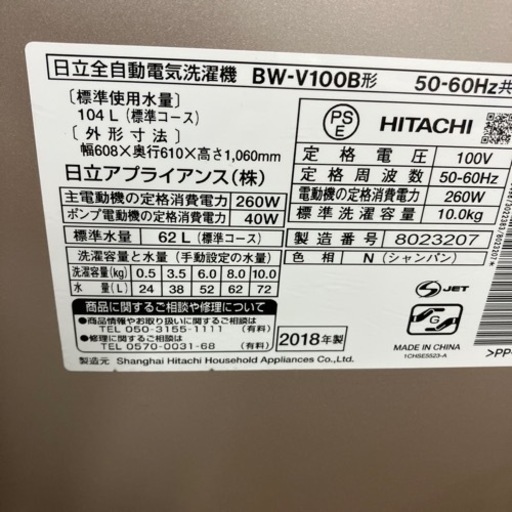 日立全自動電気洗濯機 BW-V100B形 50-60Hz共
[標準使用水量]
104 L (標準コース)
[外形寸法]
幅608×奥行610×高さ1,060mm
日立アプライアンス(株)
主電動機の定格消費電力 260W
ポンプ電動機の定格消費電力 40W
標準水量 62 L (標準コース)
洗濯容量と水量 (手動設定の水量)
洗濯容量(kg) 0.5 3.5 6.0 8.0 10.0
水量(L) 24 38 52 62 72
PS
E
HITACHI
定格電圧 100V
定格周波数 50-60Hz
電動機の定格消費電力 260W
標準洗濯容量 10.0kg
製造番号 8023207
色相 N (シャンパン)
商品に関するご相談や修理について
●商品情報やお取り扱いに関するご相談
TEL 050-3155-1111 (有料)
●修理に関するご相談
TEL 0570-0031-68 (有料)
2018年製
S JET
G
MADE IN CHINA
1CHSE5523-A
製造元 Shanghai Hitachi Household Appliances Co.,Ltd.
>PP